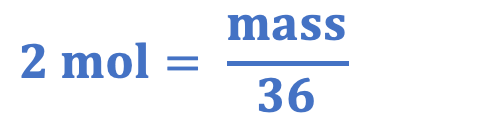 2 mol = mass
36